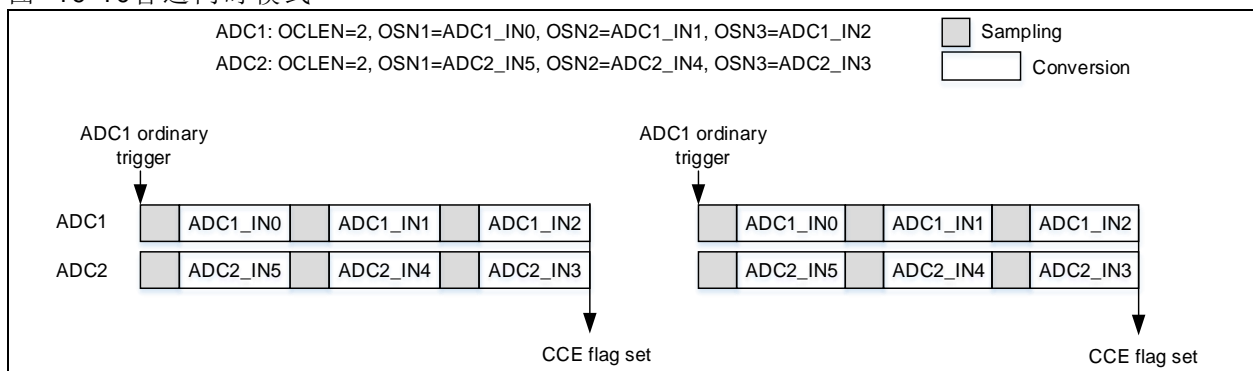 ADC1: OCLEN=2, OSN1=ADC1_IN0, OSN2=ADC1_IN1, OSN3=ADC1_IN2
Sampling
ADC2: OCLEN=2, OSN1=ADC2_IN5, OSN2=ADC2_IN4, OSN3=ADC2_IN3
Conversion
ADC1 ordinary
trigger
ADC1 ordinary
trigger
ADC1
ADC1_IN0
ADC1_IN1
ADC1_IN2
ADC1_IN0
ADC1_IN1
ADC1_IN2
ADC2
ADC2_IN5
ADC2_IN4
ADC2_IN3
ADC2_IN5
ADC2_IN4
ADC2_IN3
CCE flag set
CCE flag set